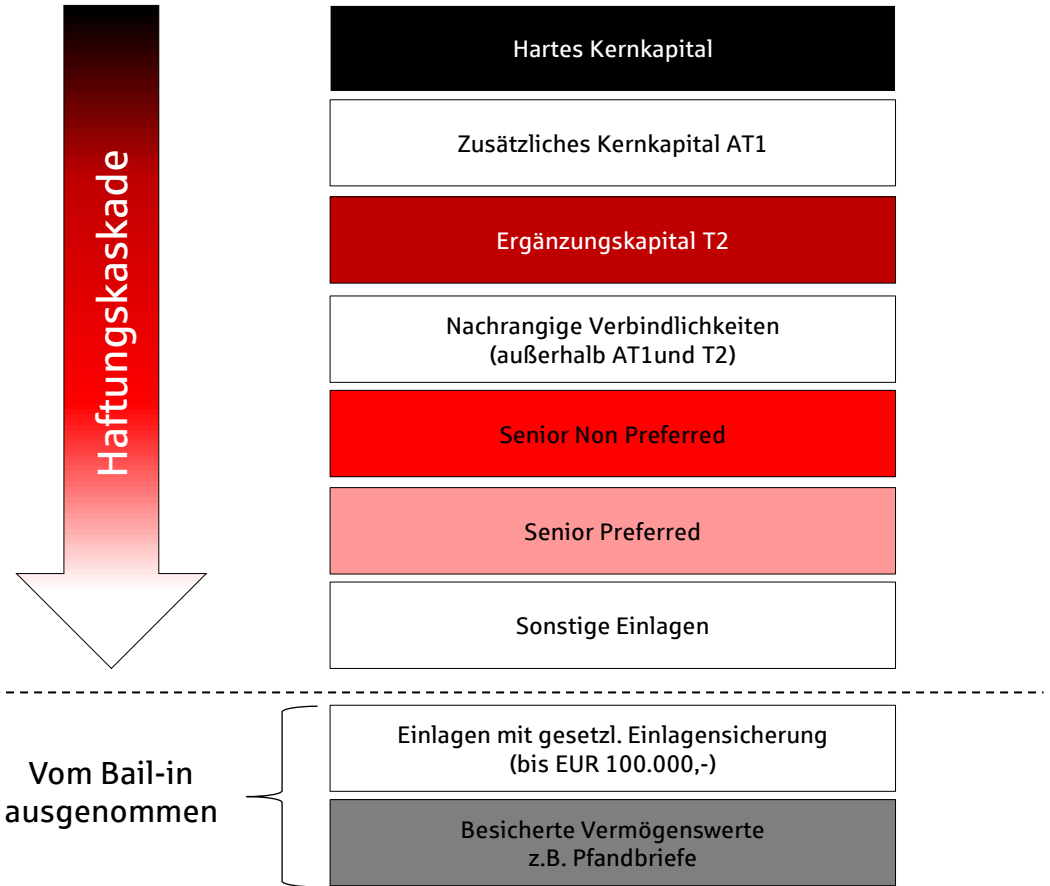 Haftungskaskade
Hartes Kernkapital
Zusätzliches Kernkapital AT1
Ergänzungskapital T2
Nachrangige Verbindlichkeiten
(außerhalb AT1und T2)
Senior Non Preferred
Senior Preferred
Sonstige Einlagen
Vom Bail-in
ausgenommen
Einlagen mit gesetzl. Einlagensicherung
(bis EUR 100.000,-)
Besicherte Vermögenswerte
z.B. Pfandbriefe